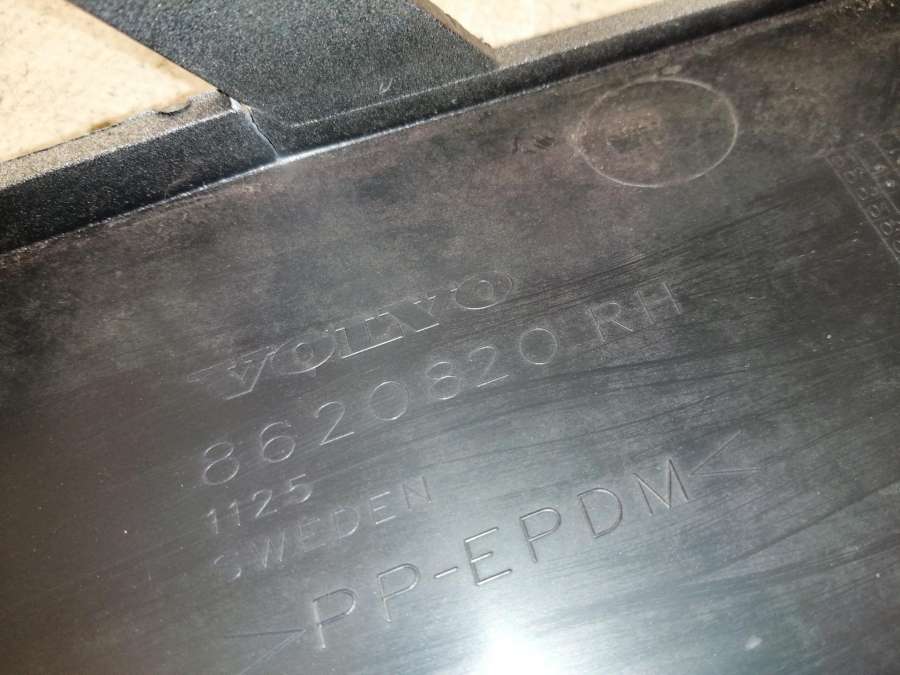 VOLVO
8620820 RH
1125
SWEDEN
>PP-EPDM<